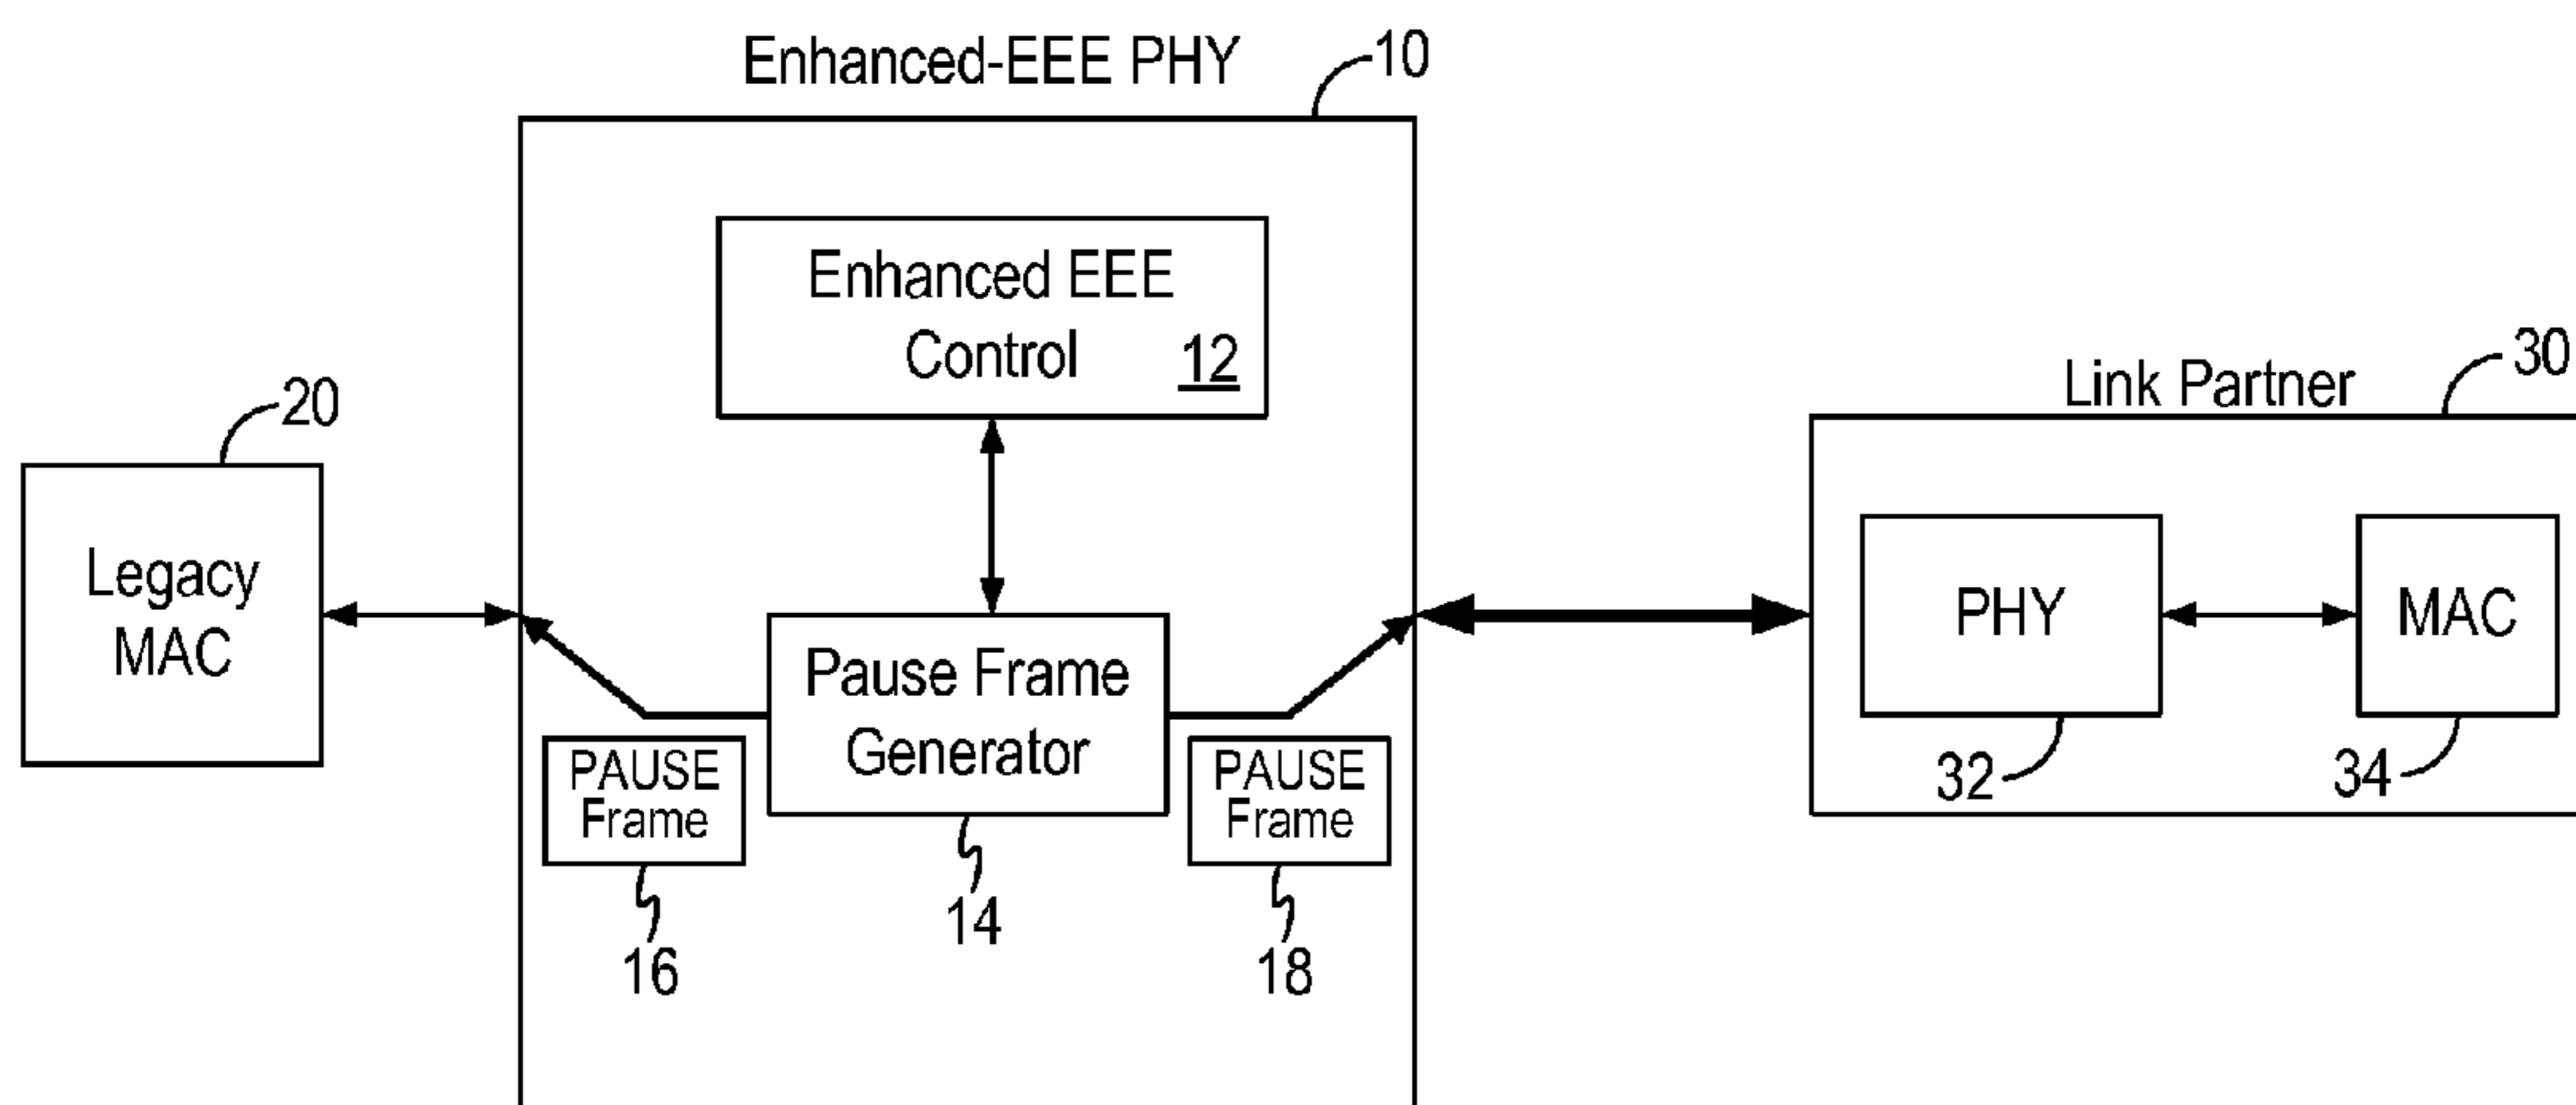 Enhanced-EEE PHY
10
Enhanced EEE
Control 12
20
Legacy
MAC
Pause Frame
Generator
14
PAUSE
Frame
16
PAUSE
Frame
18
Link Partner
30
PHY
32
MAC
34